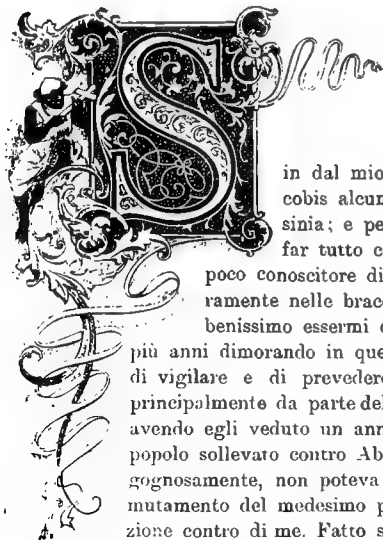 S
in dal mio
cobis alcun
sinia; e pe
far tutto c
poco conoscitore di
ramente nelle bracc
benissimo essermi c
più anni dimorando in que
di vigilare e di prevedere
principalmente da parte del
avendo egli veduto un ann
popolo sollevato contro Ab
gognosamente, non poteva
mutamento del medesimo p
zione contro di me. Fatto s